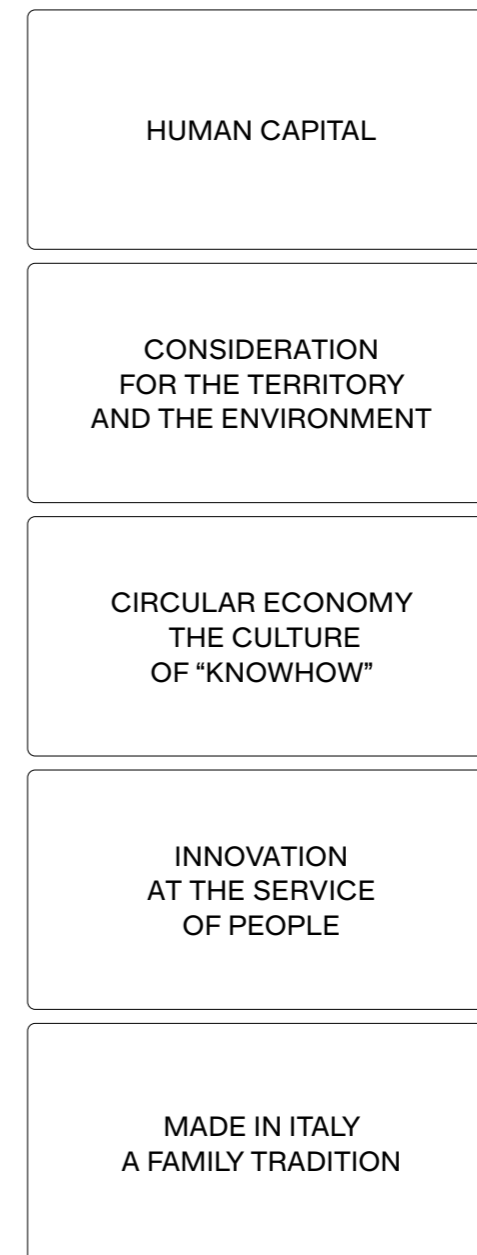 HUMAN CAPITAL
CONSIDERATION
FOR THE TERRITORY
AND THE ENVIRONMENT
CIRCULAR ECONOMY
THE CULTURE
OF “KNOWHOW”
INNOVATION
AT THE SERVICE
OF PEOPLE
MADE IN ITALY
A FAMILY TRADITION